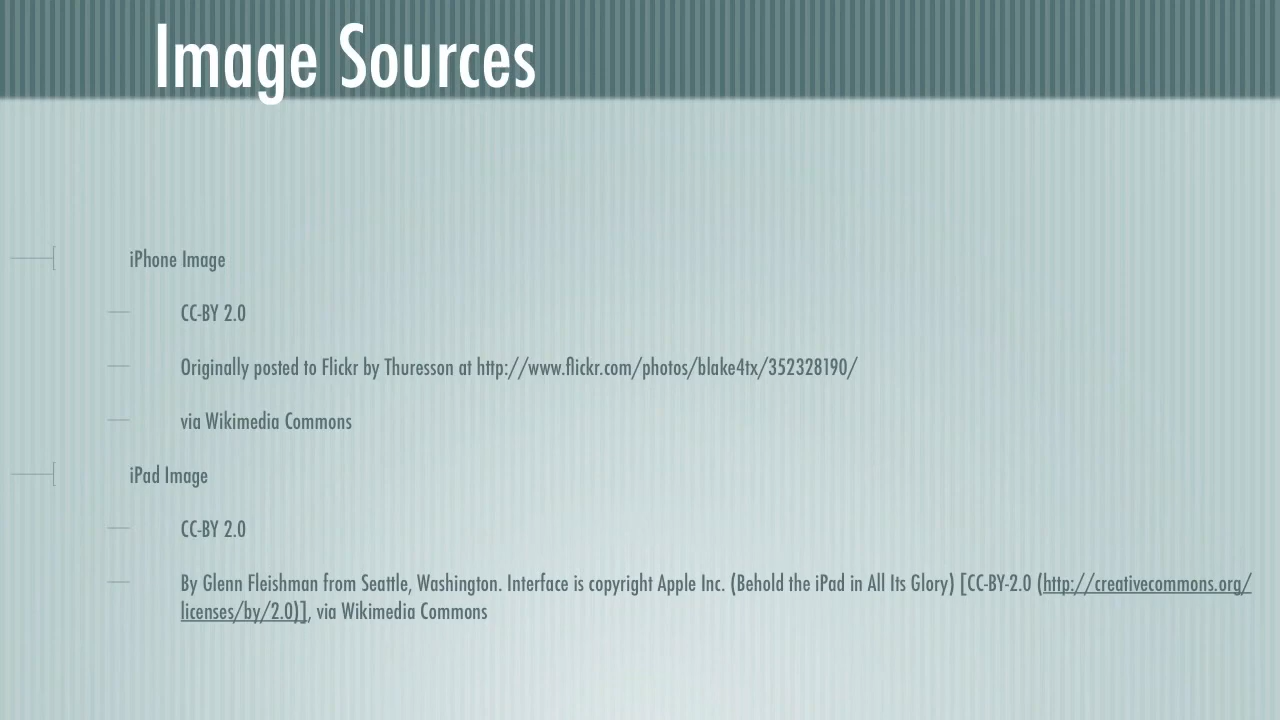 Image Sources
iPhone Image
CC-BY 2.0
Originally posted to Flickr by Thuresson at http://www.flickr.com/photos/blake4tx/352328190/
via Wikimedia Commons
iPad Image
CC-BY 2.0
By Glenn Fleishman from Seattle, Washington. Interface is copyright Apple Inc. (Behold the iPad in All Its Glory) [CC-BY-2.0 (http://creativecommons.org/
licenses/by/2.0)], via Wikimedia Commons